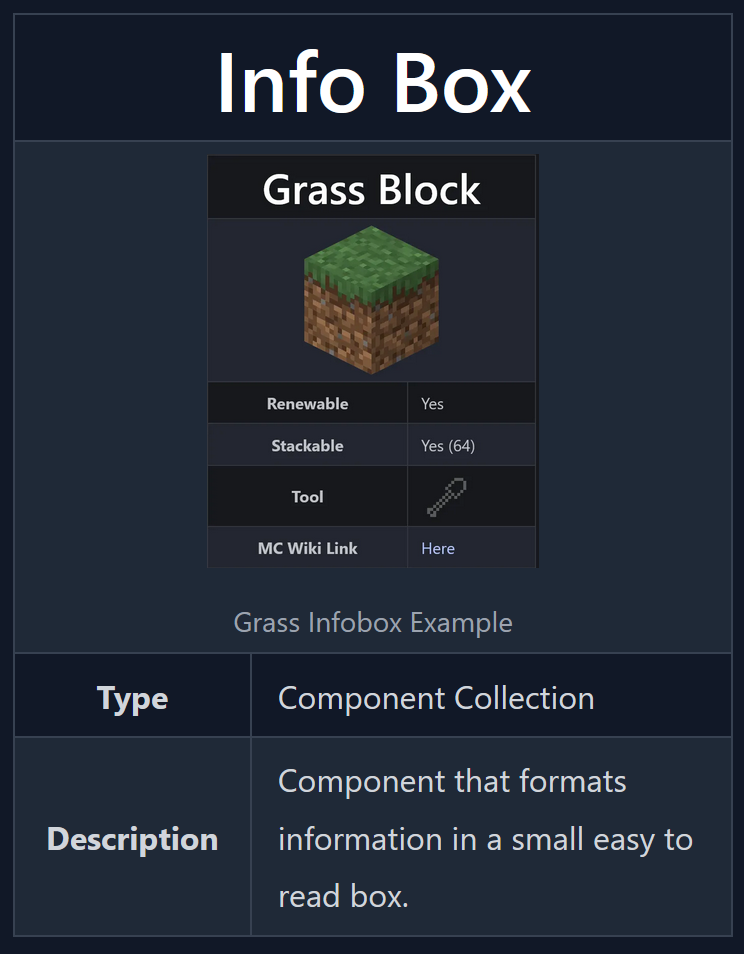 Info Box
Grass Block
Renewable Yes
Stackable Yes (64)
Tool
MC Wiki Link Here
Grass Infobox Example
Type Component Collection
Description Component that formats
information in a small easy to
read box.